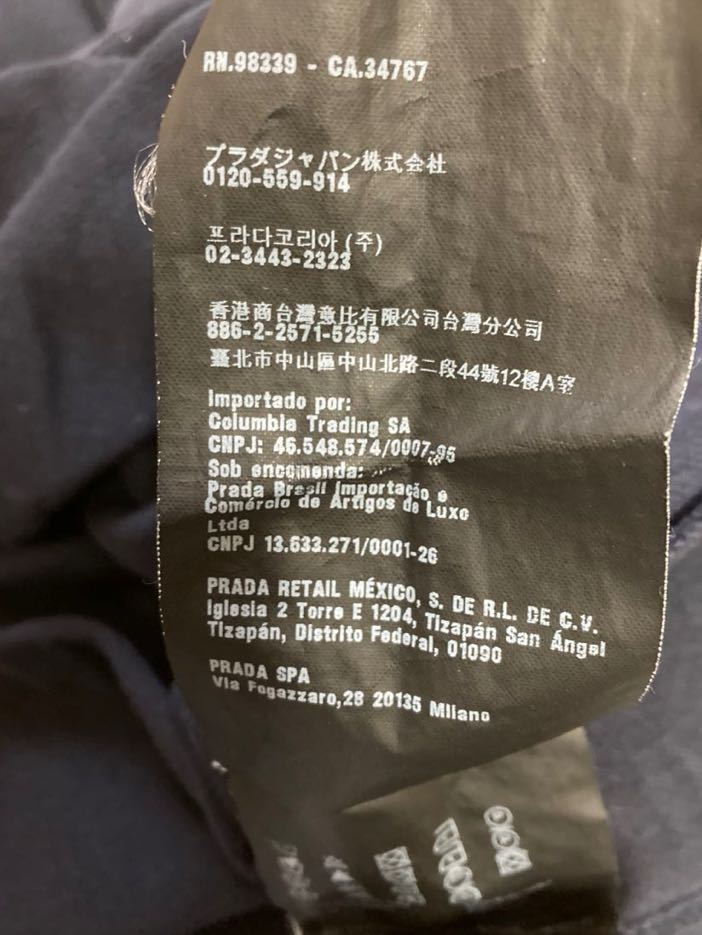 RN.98339 - CA.34767
プラダジャパン株式会社
0120-559-914
프라다코리아 (주)
02-3443-2323
香港商台灣意比有限公司台灣分公司
886-2-2571-5255
臺北市中山區中山北路二段44號12樓A室
Importado por:
Columbia Trading SA
CNPJ: 46.548.574/0007-95
Sob encomenda:
Prada Brasil Importação e
Comércio de Artigos de Luxo
Ltda
CNPJ 13.533.271/0001-26
PRADA RETAIL MÉXICO, S. DE R.L. DE C.V.
Iglesia 2 Torre E 1204, Tizapán San Ángel
Tizapán, Distrito Federal, 01090
PRADA SPA
Via Fogazzaro,28 20135 Milano